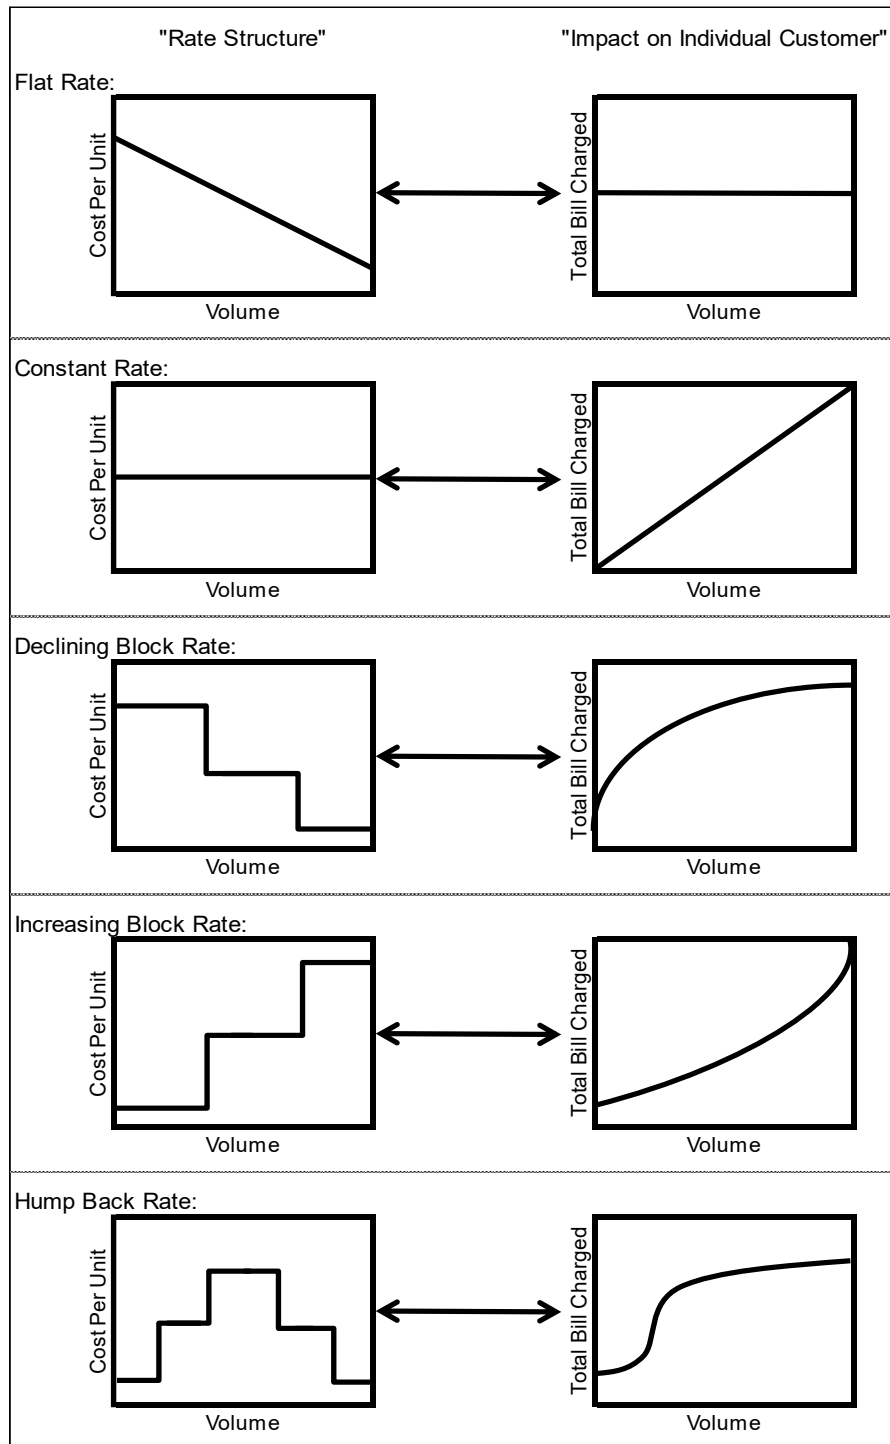 "Rate Structure" "Impact on Individual Customer"
Flat Rate:
Cost Per Unit
Volume
Total Bill Charged
Volume
Constant Rate:
Cost Per Unit
Volume
Total Bill Charged
Volume
Declining Block Rate:
Cost Per Unit
Volume
Total Bill Charged
Volume
Increasing Block Rate:
Cost Per Unit
Volume
Total Bill Charged
Volume
Hump Back Rate:
Cost Per Unit
Volume
Total Bill Charged
Volume